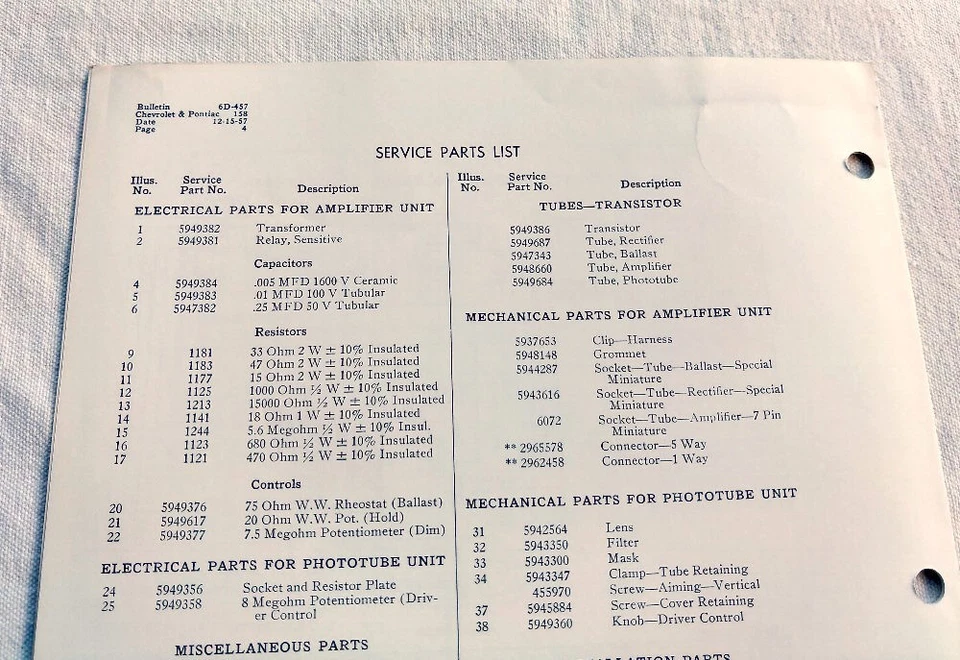 Bulletin 6D-457
Chevrolet & Pontiac 158
Date 12-15-57
Page 4
SERVICE PARTS LIST
Illus. Service
No. Part No. Description
ELECTRICAL PARTS FOR AMPLIFIER UNIT
1 5949382 Transformer
2 5949381 Relay, Sensitive
Capacitors
4 5949384 .005 MFD 1600 V Ceramic
5 5949383 .01 MFD 100 V Tubular
6 5947382 .25 MFD 50 V Tubular
Resistors
9 1181 33 Ohm 2 W ± 10% Insulated
10 1183 47 Ohm 2 W ± 10% Insulated
11 1177 15 Ohm 2 W ± 10% Insulated
12 1125 1000 Ohm ½ W ± 10% Insulated
13 1213 15000 Ohm ½ W ± 10% Insulated
14 1141 18 Ohm 1 W ± 10% Insulated
15 1244 5.6 Megohm ½ W ± 10% Insul.
16 1123 680 Ohm ½ W ± 10% Insulated
17 1121 470 Ohm ½ W ± 10% Insulated
Controls
20 5949376 75 Ohm W.W. Rheostat (Ballast)
21 5949617 20 Ohm W.W. Pot. (Hold)
22 5949377 7.5 Megohm Potentiometer (Dim)
ELECTRICAL PARTS FOR PHOTOTUBE UNIT
24 5949356 Socket and Resistor Plate
25 5949358 8 Megohm Potentiometer (Driv-
er Control
MISCELLANEOUS PARTS
Illus. Service
No. Part No. Description
TUBES—TRANSISTOR
5949386 Transistor
5949687 Tube, Rectifier
5947343 Tube, Ballast
5948660 Tube, Amplifier
5949684 Tube, Phototube
MECHANICAL PARTS FOR AMPLIFIER UNIT
5937653 Clip—Harness
5948148 Grommet
5944287 Socket—Tube—Ballast—Special
Miniature
5943616 Socket—Tube—Rectifier—Special
Miniature
6072 Socket—Tube—Amplifier—7 Pin
Miniature
** 2965578 Connector—5 Way
** 2962458 Connector—1 Way
MECHANICAL PARTS FOR PHOTOTUBE UNIT
31 5942564 Lens
32 5943350 Filter
33 5943300 Mask
34 5943347 Clamp—Tube Retaining
455970 Screw—Aiming—Vertical
37 5945884 Screw—Cover Retaining
38 5949360 Knob—Driver Control
PARTS